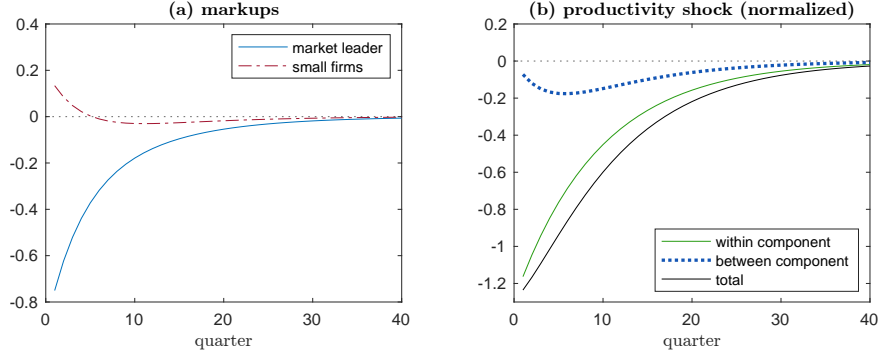 (a) markups
0.4
0.2
0
-0.2
-0.4
-0.6
-0.8
0
10
20
30
40
quarter
market leader
small firms
(b) productivity shock (normalized)
0.2
0
-0.2
-0.4
-0.6
-0.8
-1
-1.2
0
10
20
30
40
quarter
within component
between component
total